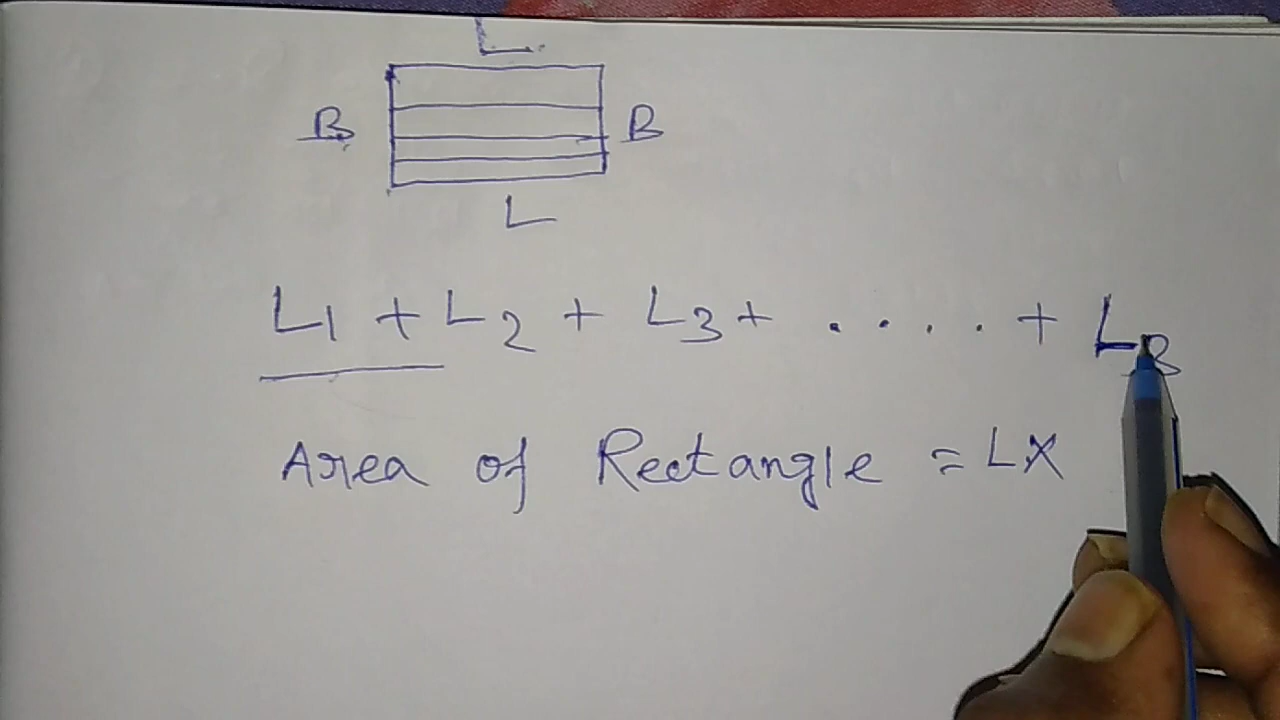 L
B B
L
L1 + L2 + L3 + ..... + LB
Area of Rectangle = LX